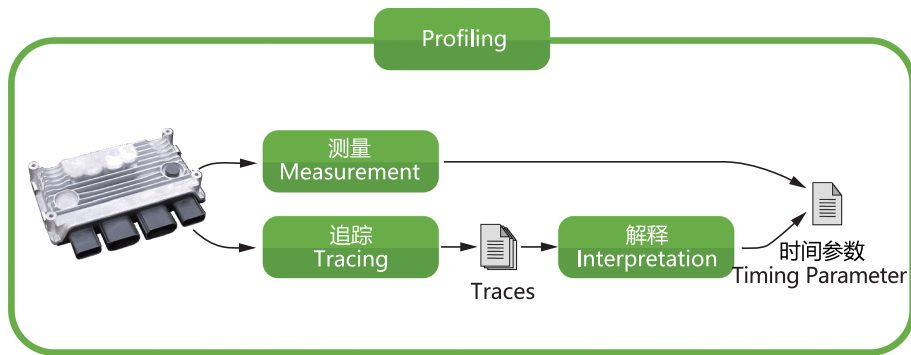 Profiling
测量
Measurement
追踪
Tracing
Traces
解释
Interpretation
时间参数
Timing Parameter